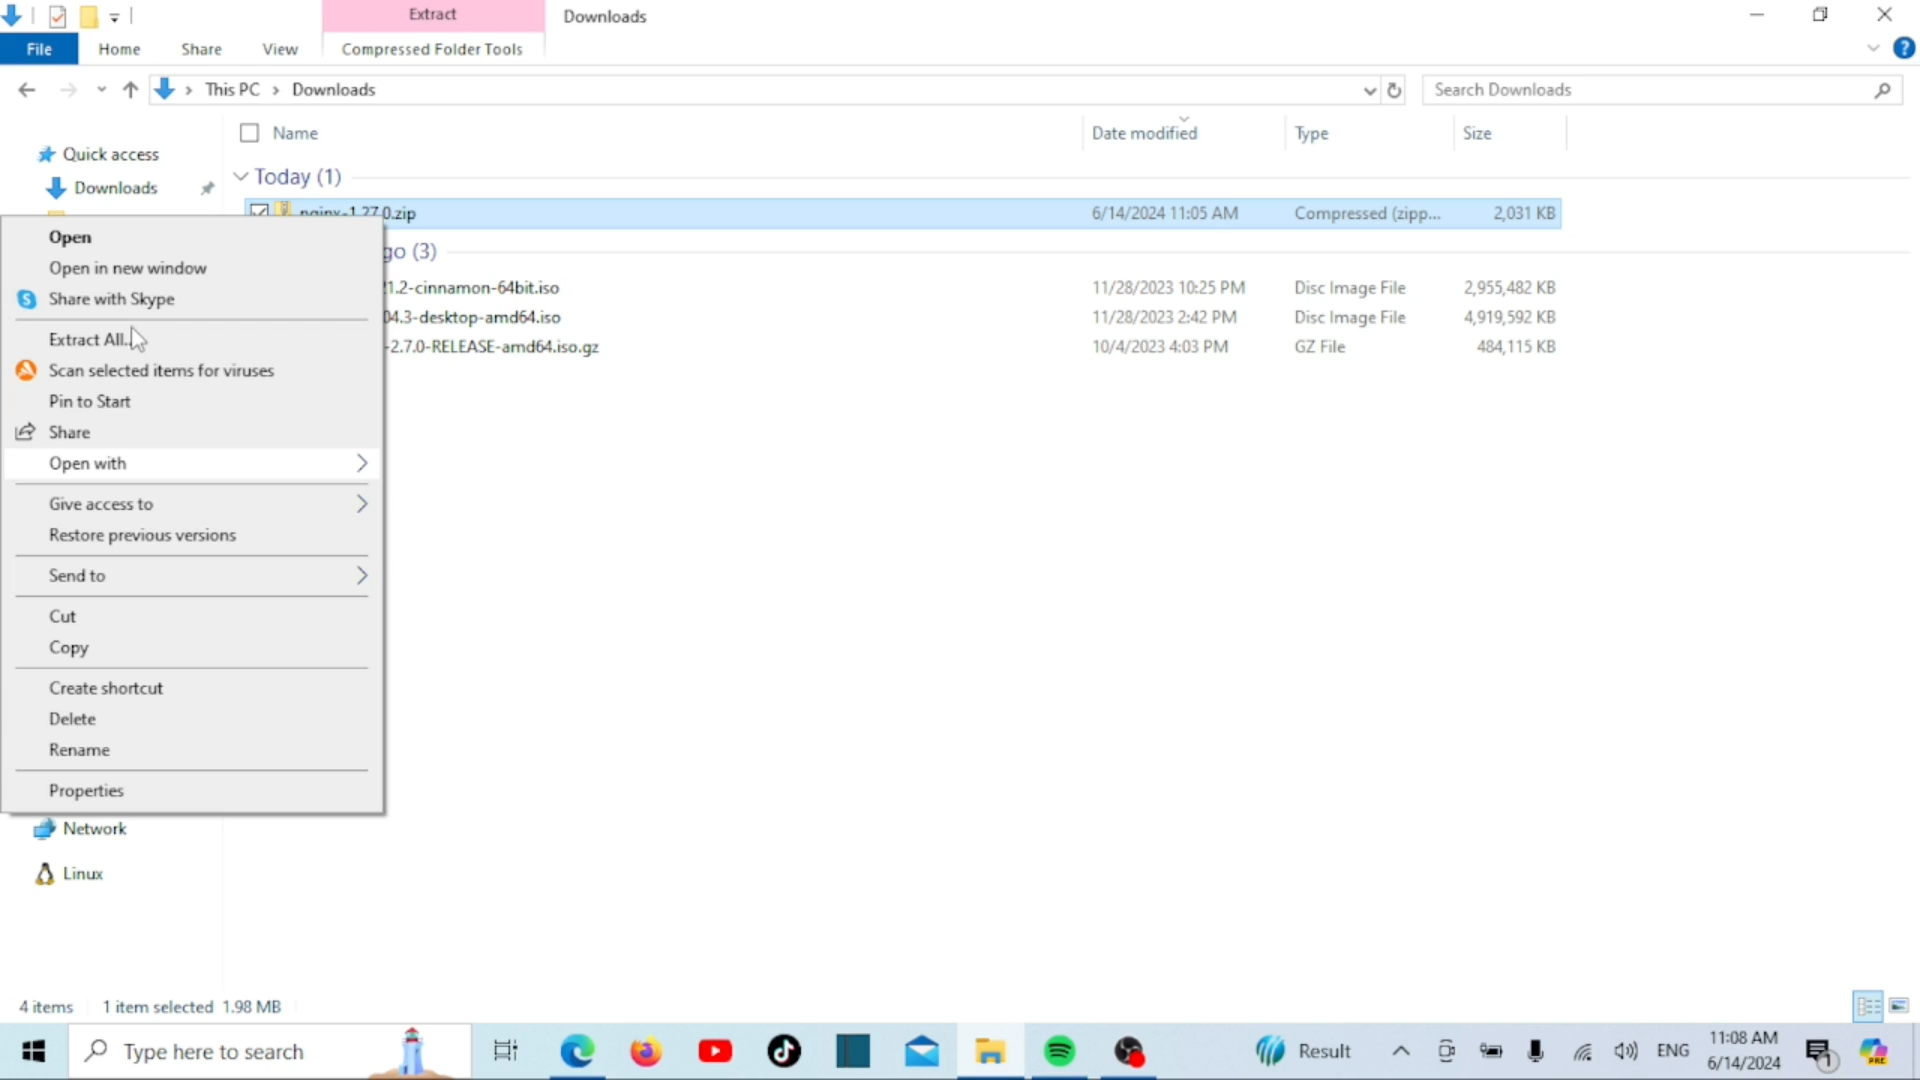 Extract
Downloads
File
Home
Share
View
Compressed Folder Tools
This PC
Downloads
Search Downloads
Name
Date modified
Type
Size
Quick access
Downloads
Today (1)
nginx-1.27.0.zip
6/14/2024 11:05 AM
Compressed (zipp...
2,031 KB
go (3)
1.2-cinnamon-64bit.iso
11/28/2023 10:25 PM
Disc Image File
2,955,482 KB
04.3-desktop-amd64.iso
11/28/2023 2:42 PM
Disc Image File
4,919,592 KB
-2.7.0-RELEASE-amd64.iso.gz
10/4/2023 4:03 PM
GZ File
484,115 KB
Open
Open in new window
Share with Skype
Extract All...
Scan selected items for viruses
Pin to Start
Share
Open with
Give access to
Restore previous versions
Send to
Cut
Copy
Create shortcut
Delete
Rename
Properties
Network
Linux
4 items
1 item selected 1.98 MB
Type here to search
Result
ENG
11:08 AM
6/14/2024
1
PRE